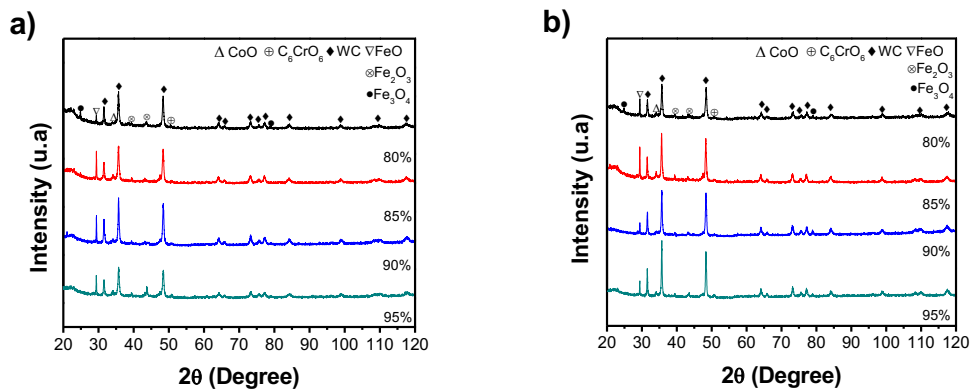 a)
△ CoO ⊕ C₆CrO₆ ♦ WC ▽FeO
⊗Fe₂O₃
●Fe₃O₄
Intensity (u.a)
80%
85%
90%
95%
20 30 40 50 60 70 80 90 100 110 120
2θ (Degree)
b)
△ CoO ⊕ C₆CrO₆ ♦ WC ▽FeO
⊗Fe₂O₃
●Fe₃O₄
Intensity (u.a)
80%
85%
90%
95%
20 30 40 50 60 70 80 90 100 110 120
2θ (Degree)